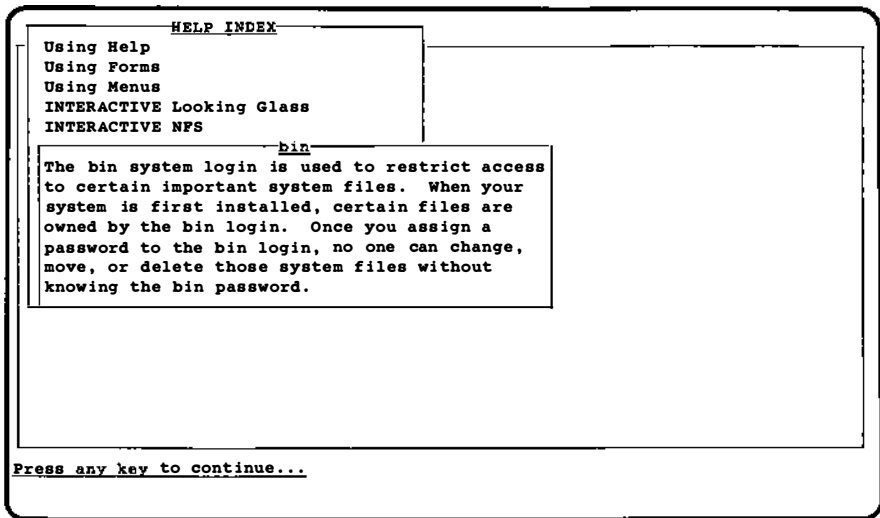 HELP INDEX
Using Help
Using Forms
Using Menus
INTERACTIVE Looking Glass
INTERACTIVE NFS
bin
The bin system login is used to restrict access
to certain important system files. When your
system is first installed, certain files are
owned by the bin login. Once you assign a
password to the bin login, no one can change,
move, or delete those system files without
knowing the bin password.
Press any key to continue...